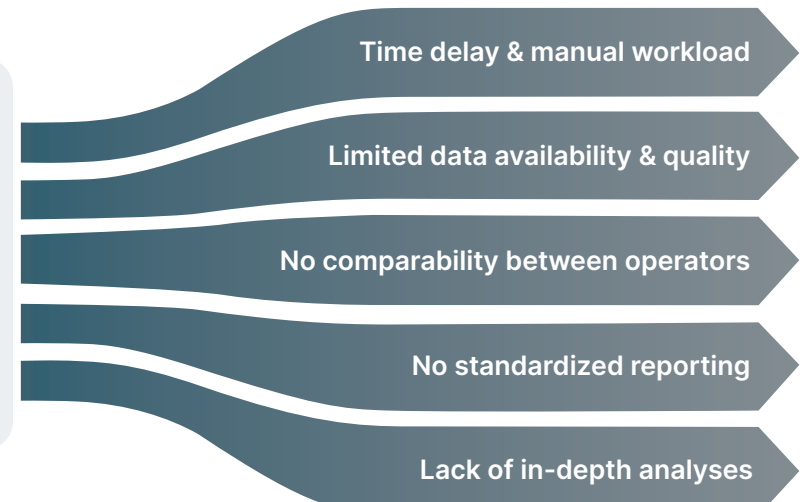 Time delay & manual workload
Limited data availability & quality
No comparability between operators
No standardized reporting
Lack of in-depth analyses